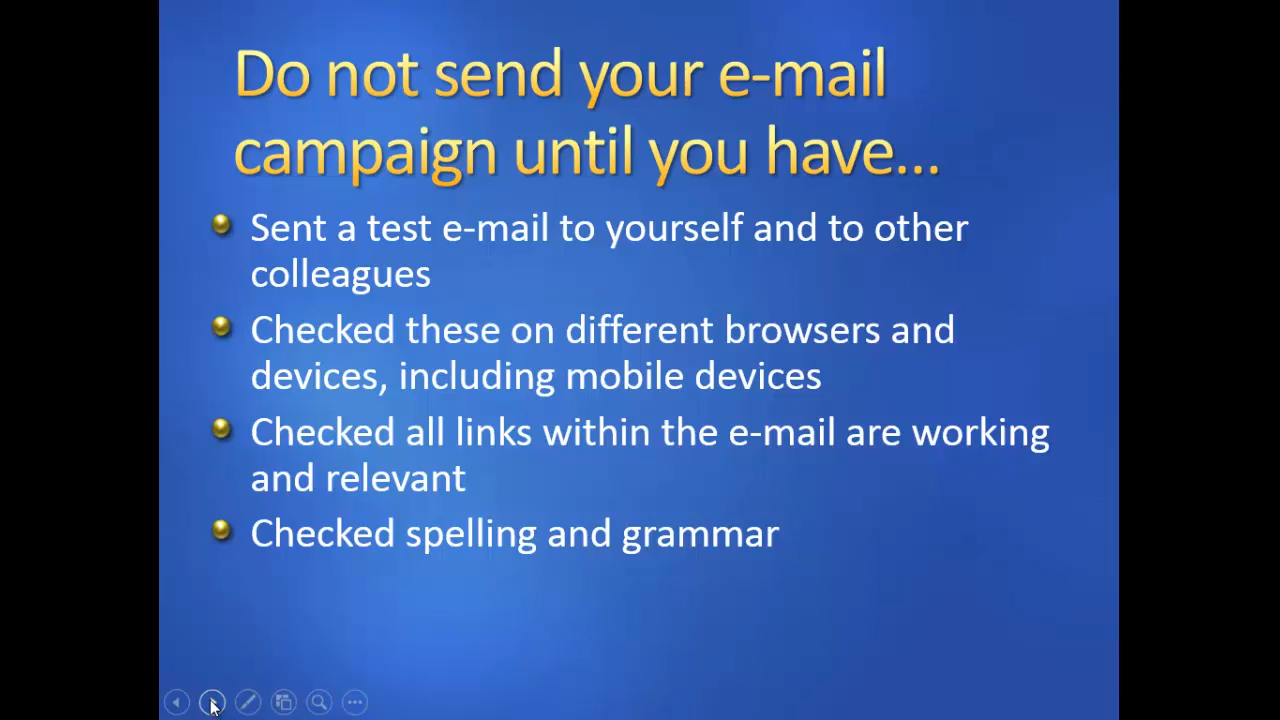 Do not send your e-mail
campaign until you have...
Sent a test e-mail to yourself and to other
colleagues
Checked these on different browsers and
devices, including mobile devices
Checked all links within the e-mail are working
and relevant
Checked spelling and grammar